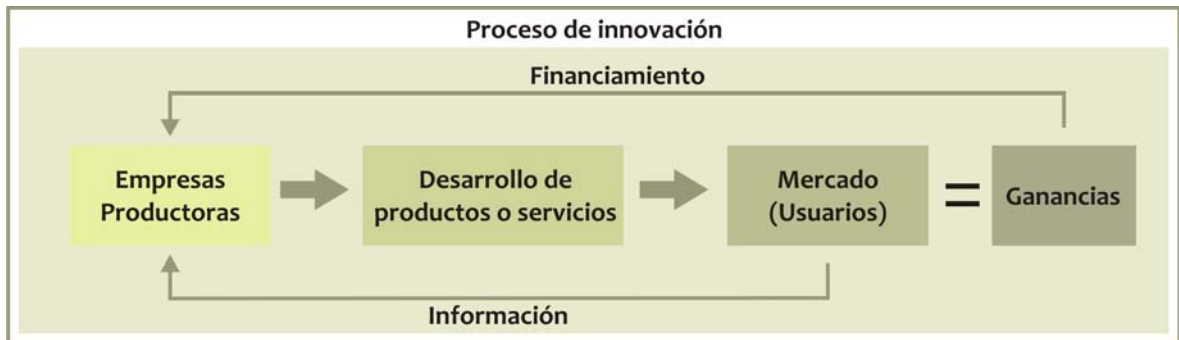 Proceso de innovación
Financiamiento
Empresas
Productoras
Desarrollo de
productos o servicios
Mercado
(Usuarios)
=
Ganancias
Información